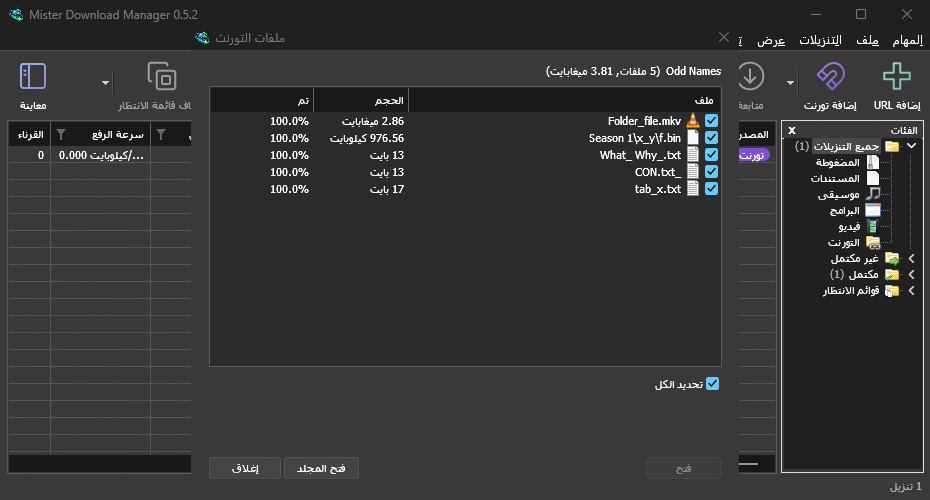 Mister Download Manager 0.5.2
ملفات التورنت
المهام
ملف
التنزيلات
عرض
إضافة URL
إضافة تورنت
متابعة
قائمة الانتظار
معاينة
Odd Names (5 ملفات, 3.81 ميغابايت)
ملف
الحجم
تم
Folder_file.mkv
2.86 ميغابايت
100.0%
Season 1\x_y\f.bin
976.56 كيلوبايت
100.0%
What_ Why_.txt
13 بايت
100.0%
CON.txt_
13 بايت
100.0%
tab_x.txt
17 بايت
100.0%
تحديد الكل
فتح
فتح المجلد
إغلاق
الفئات
x
جميع التنزيلات (1)
المضغوطة
المستندات
موسيقى
البرامج
فيديو
التورنت
غير مكتمل
مكتمل (1)
قوائم الانتظار
المصدر
تورنت
سرعة الرفع
القرناء
0.000 كيلوبايت/...
0
1 تنزيل